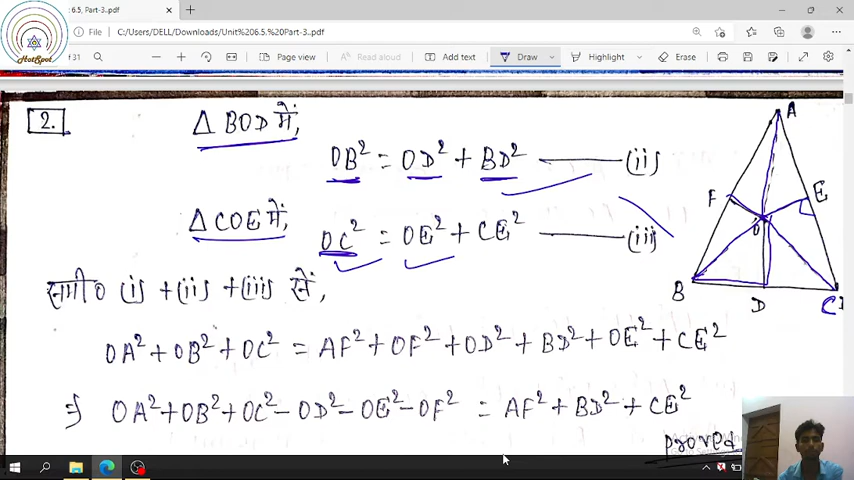 6.5, Part-3..pdf
C:/Users/DELL/Downloads/Unit%206.5.%20Part-3..pdf
of 31
Page view
Read aloud
Add text
Draw
Highlight
Erase
HotSpot
2.
Δ BOD में,
OB² = OD² + BD² ——— (ii)
Δ COE में,
OC² = OE² + CE² ——— (iii)
समी० (i) + (ii) + (iii) से,
OA² + OB² + OC² = AF² + OF² + OD² + BD² + OE² + CE²
⇒ OA² + OB² + OC² - OD² - OE² - OF² = AF² + BD² + CE²
proved
A
F
E
O
B
D
C